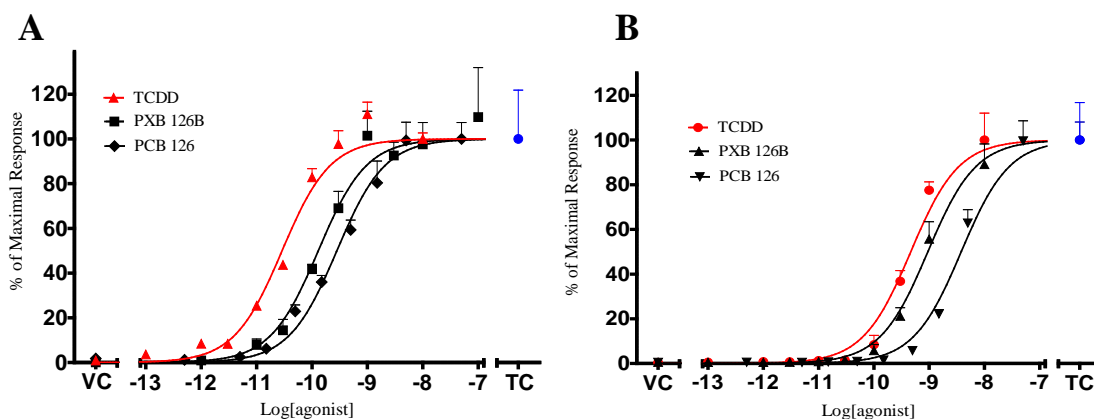 A
% of Maximal Response
120
100
80
60
40
20
0
TCDD
PXB 126B
PCB 126
VC -13 -12 -11 -10 -9 -8 -7 TC
Log[agonist]
B
% of Maximal Response
120
100
80
60
40
20
0
TCDD
PXB 126B
PCB 126
VC -13 -12 -11 -10 -9 -8 -7 TC
Log[agonist]